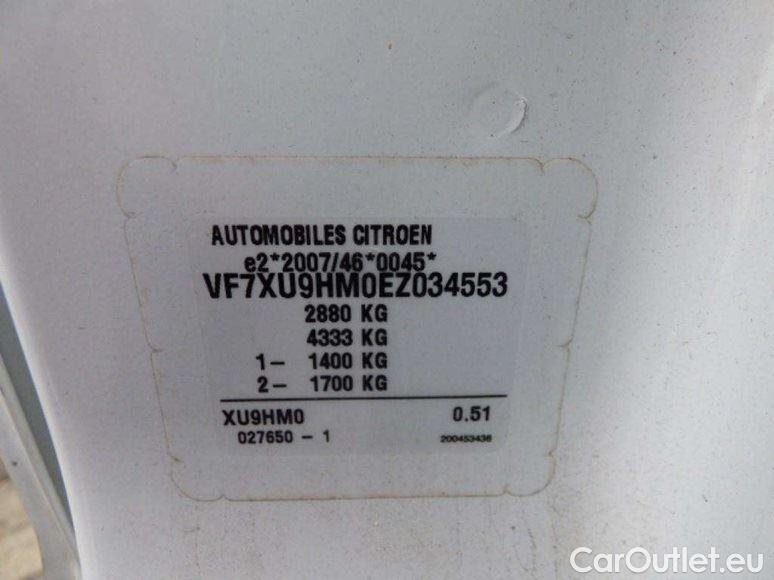 AUTOMOBILES CITROEN
e2*2007/46*0045*
VF7XU9HM0EZ034553
2880 KG
4333 KG
1- 1400 KG
2- 1700 KG
XU9HM0 0.51
027650 - 1 200453436
CarOutlet.eu